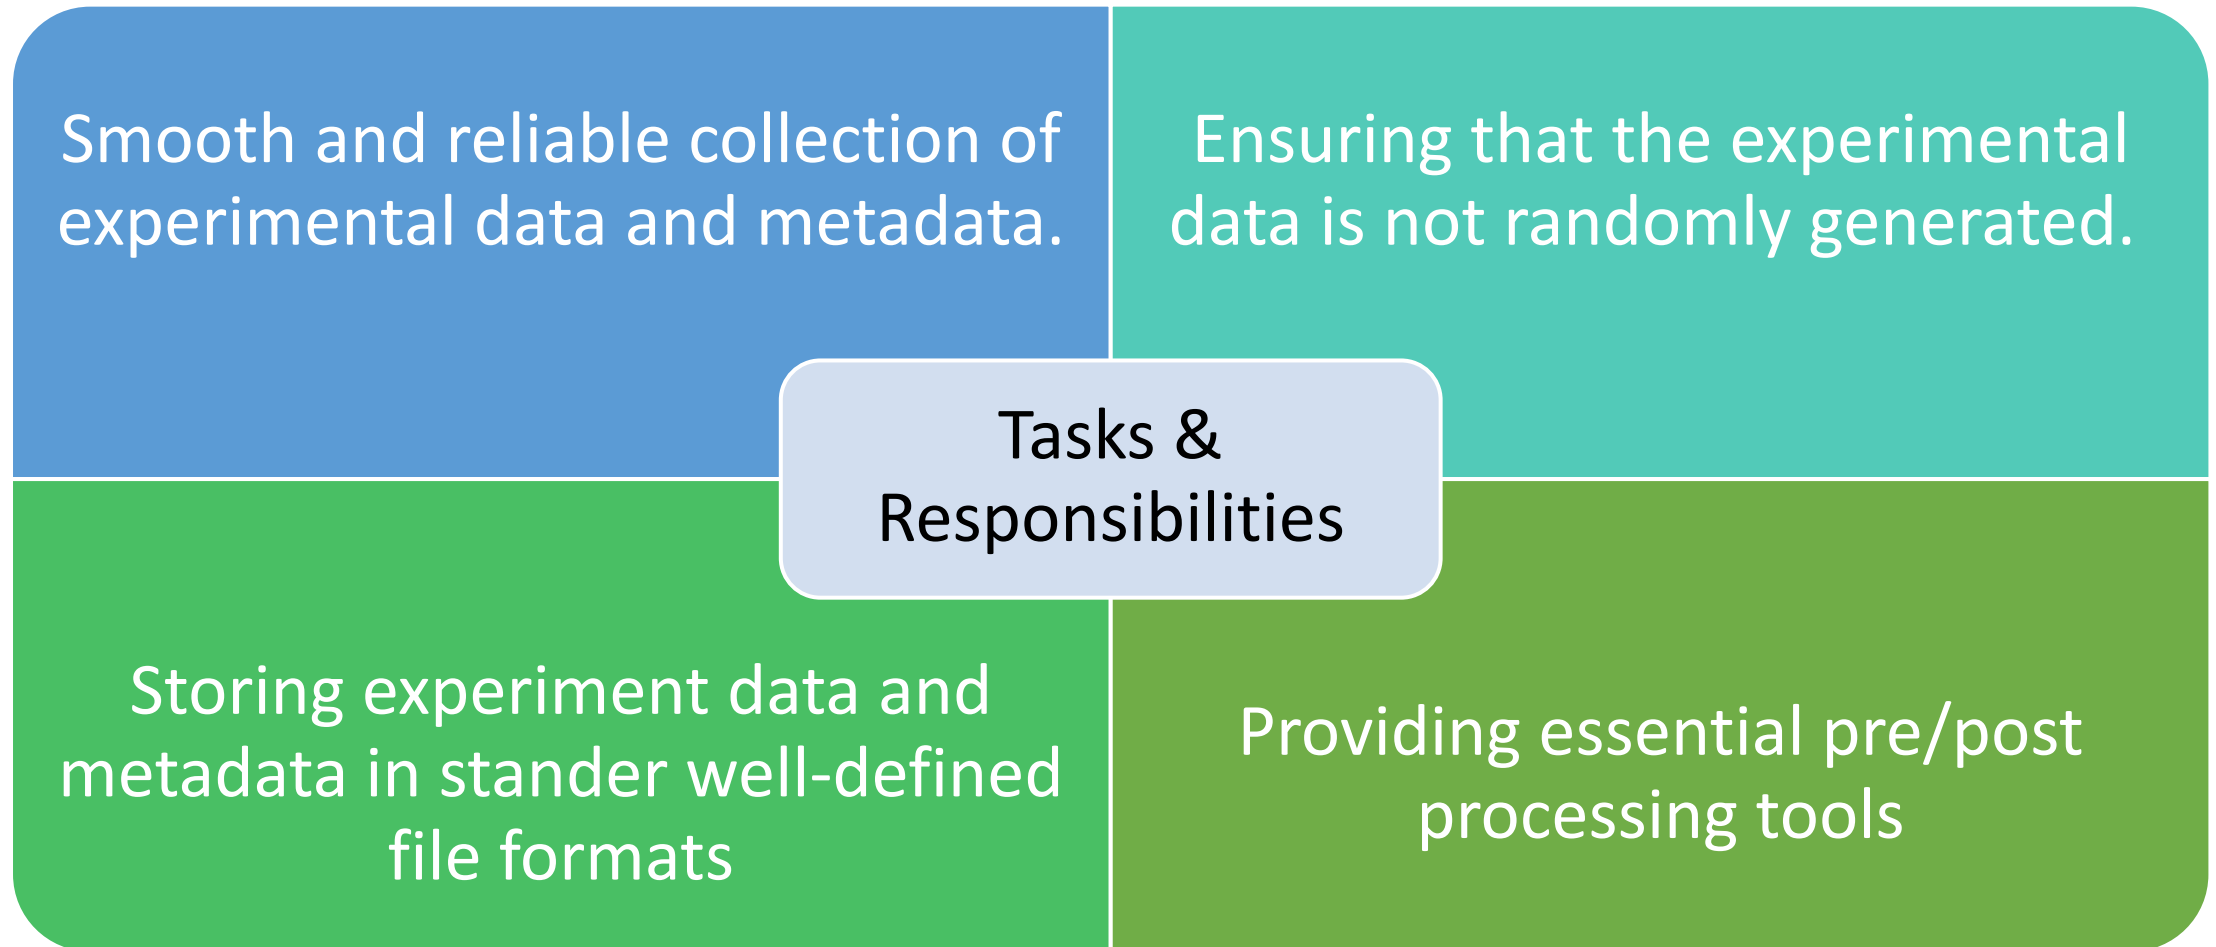 Smooth and reliable collection of
experimental data and metadata.
Ensuring that the experimental
data is not randomly generated.
Tasks &
Responsibilities
Storing experiment data and
metadata in stander well-defined
file formats
Providing essential pre/post
processing tools